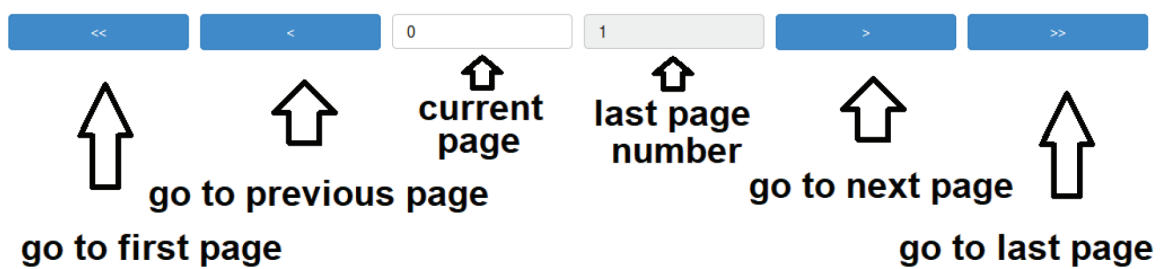 << < 0 1 > >>
current page
last page number
go to previous page
go to next page
go to first page
go to last page